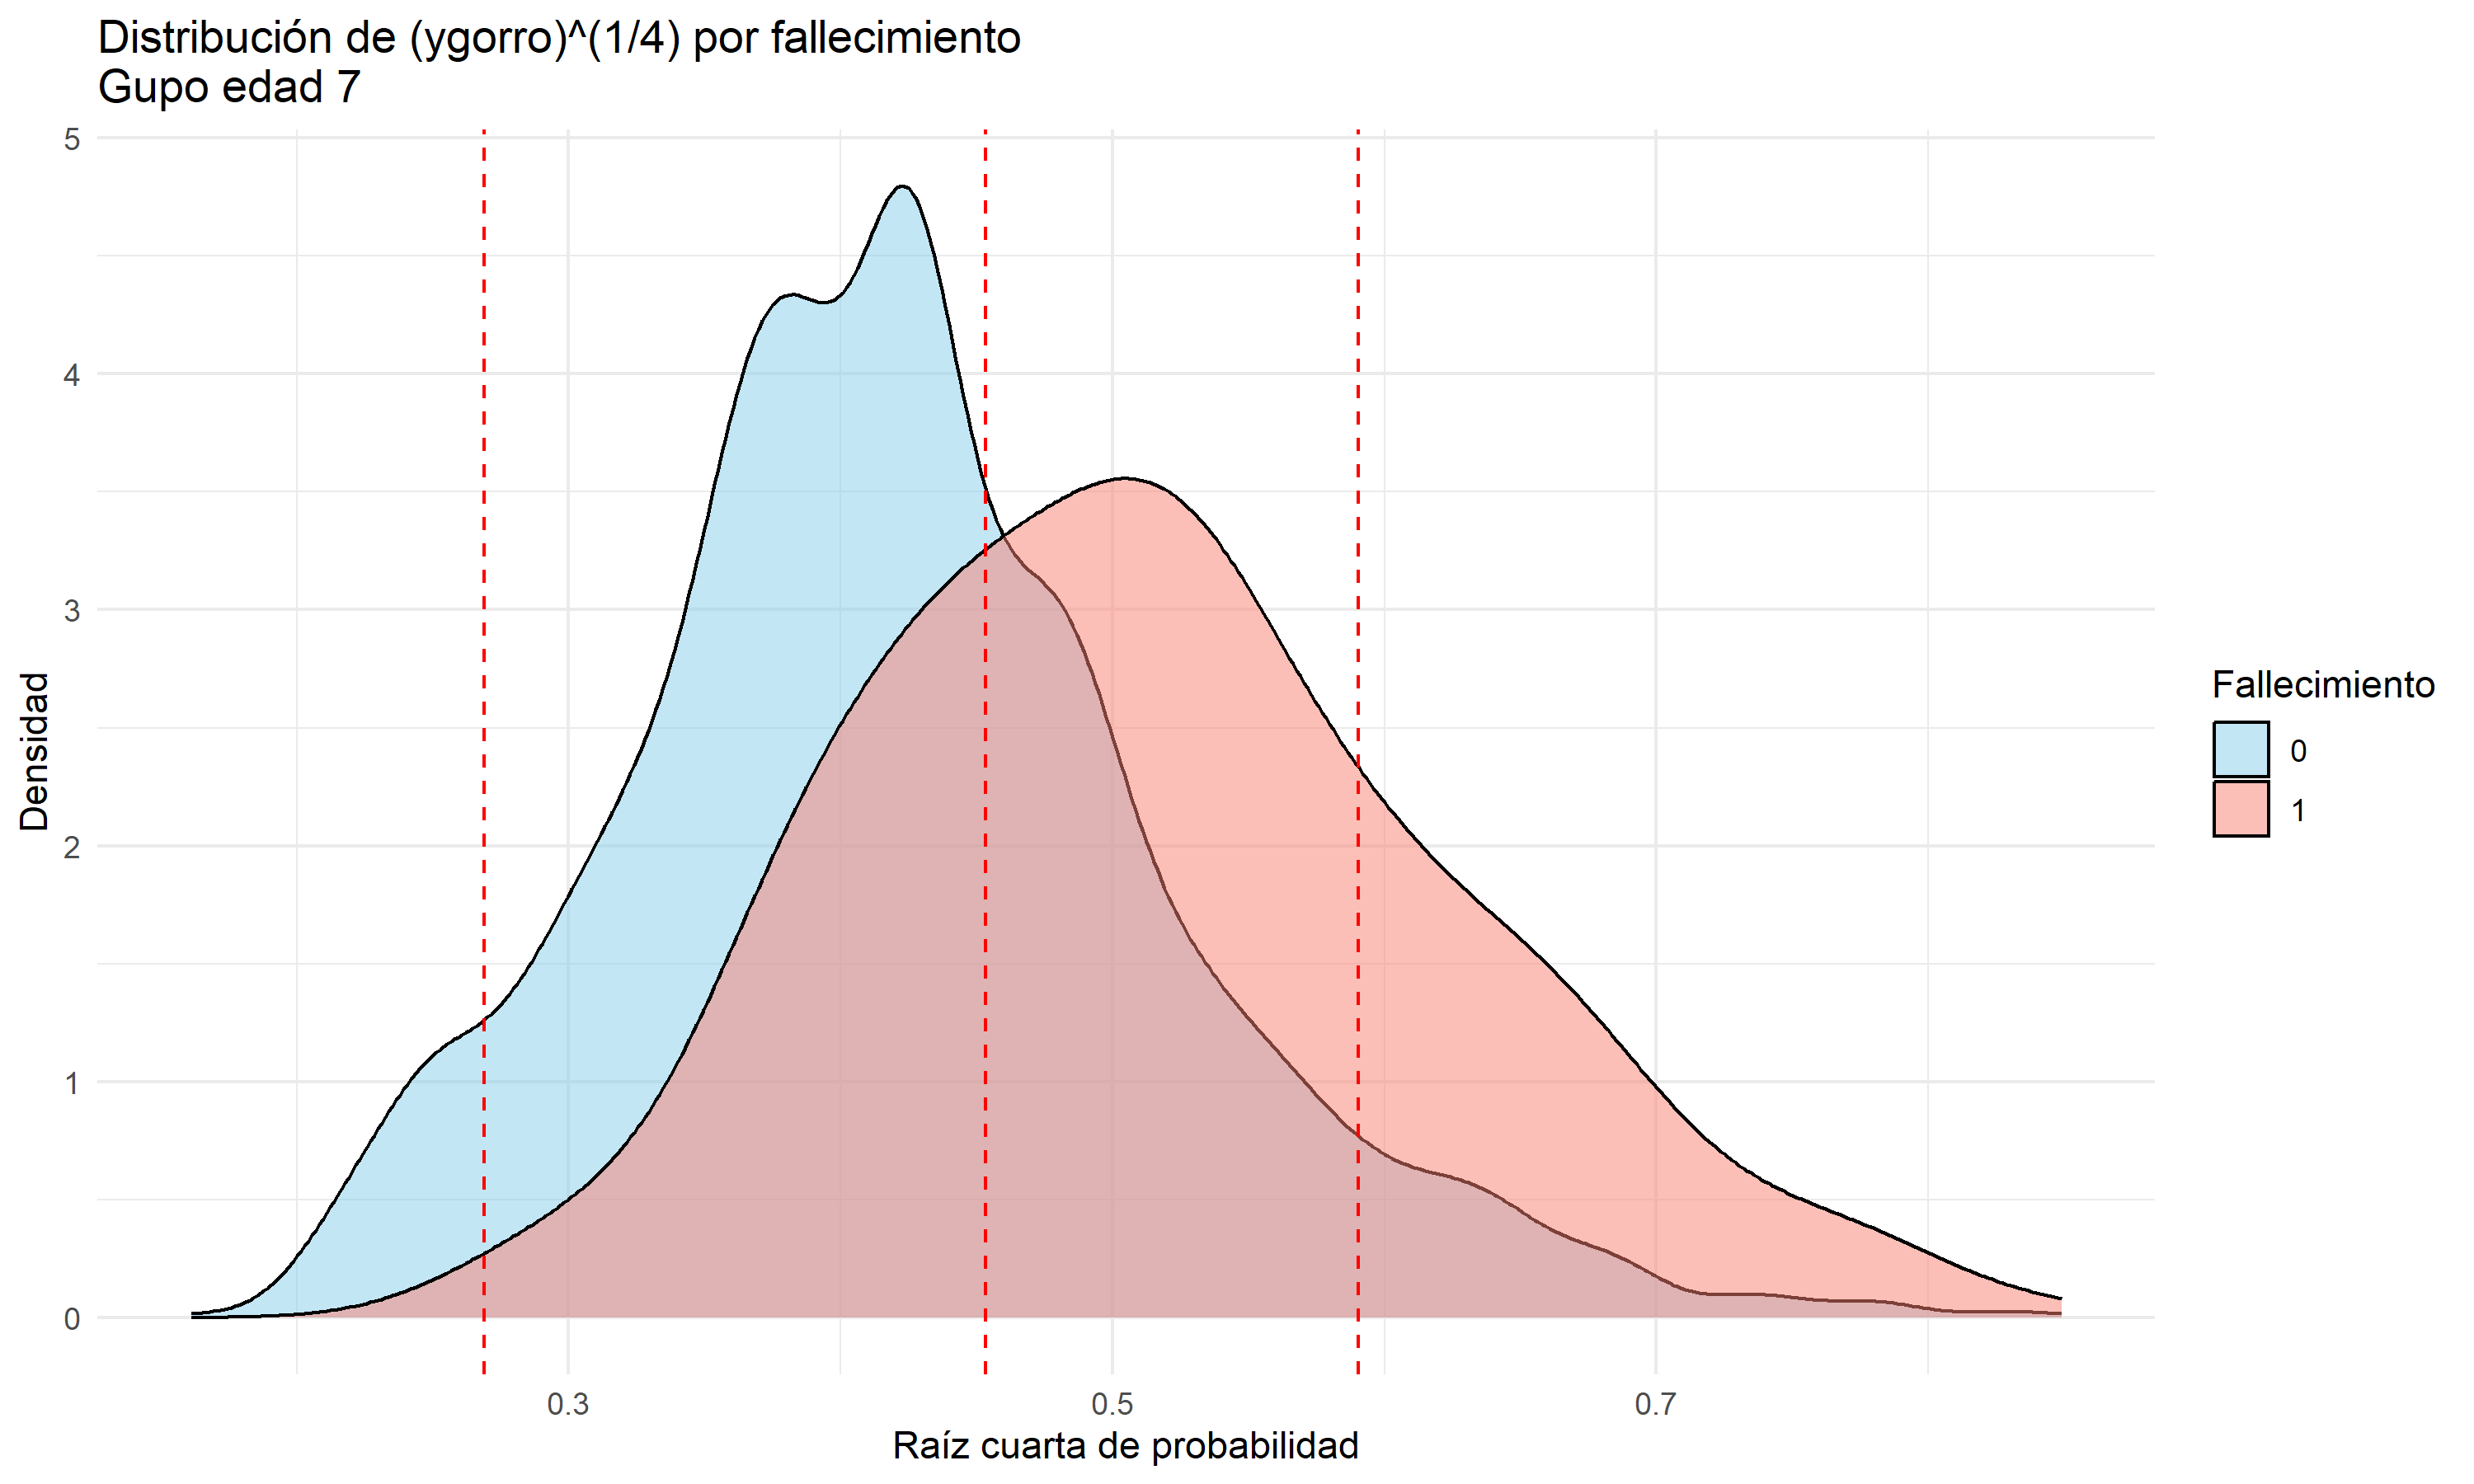 Distribución de (ygorro)^(1/4) por fallecimiento
Gupo edad 7
5
4
3
2
1
0
Densidad
0.3
0.5
0.7
Raíz cuarta de probabilidad
Fallecimiento
0
1